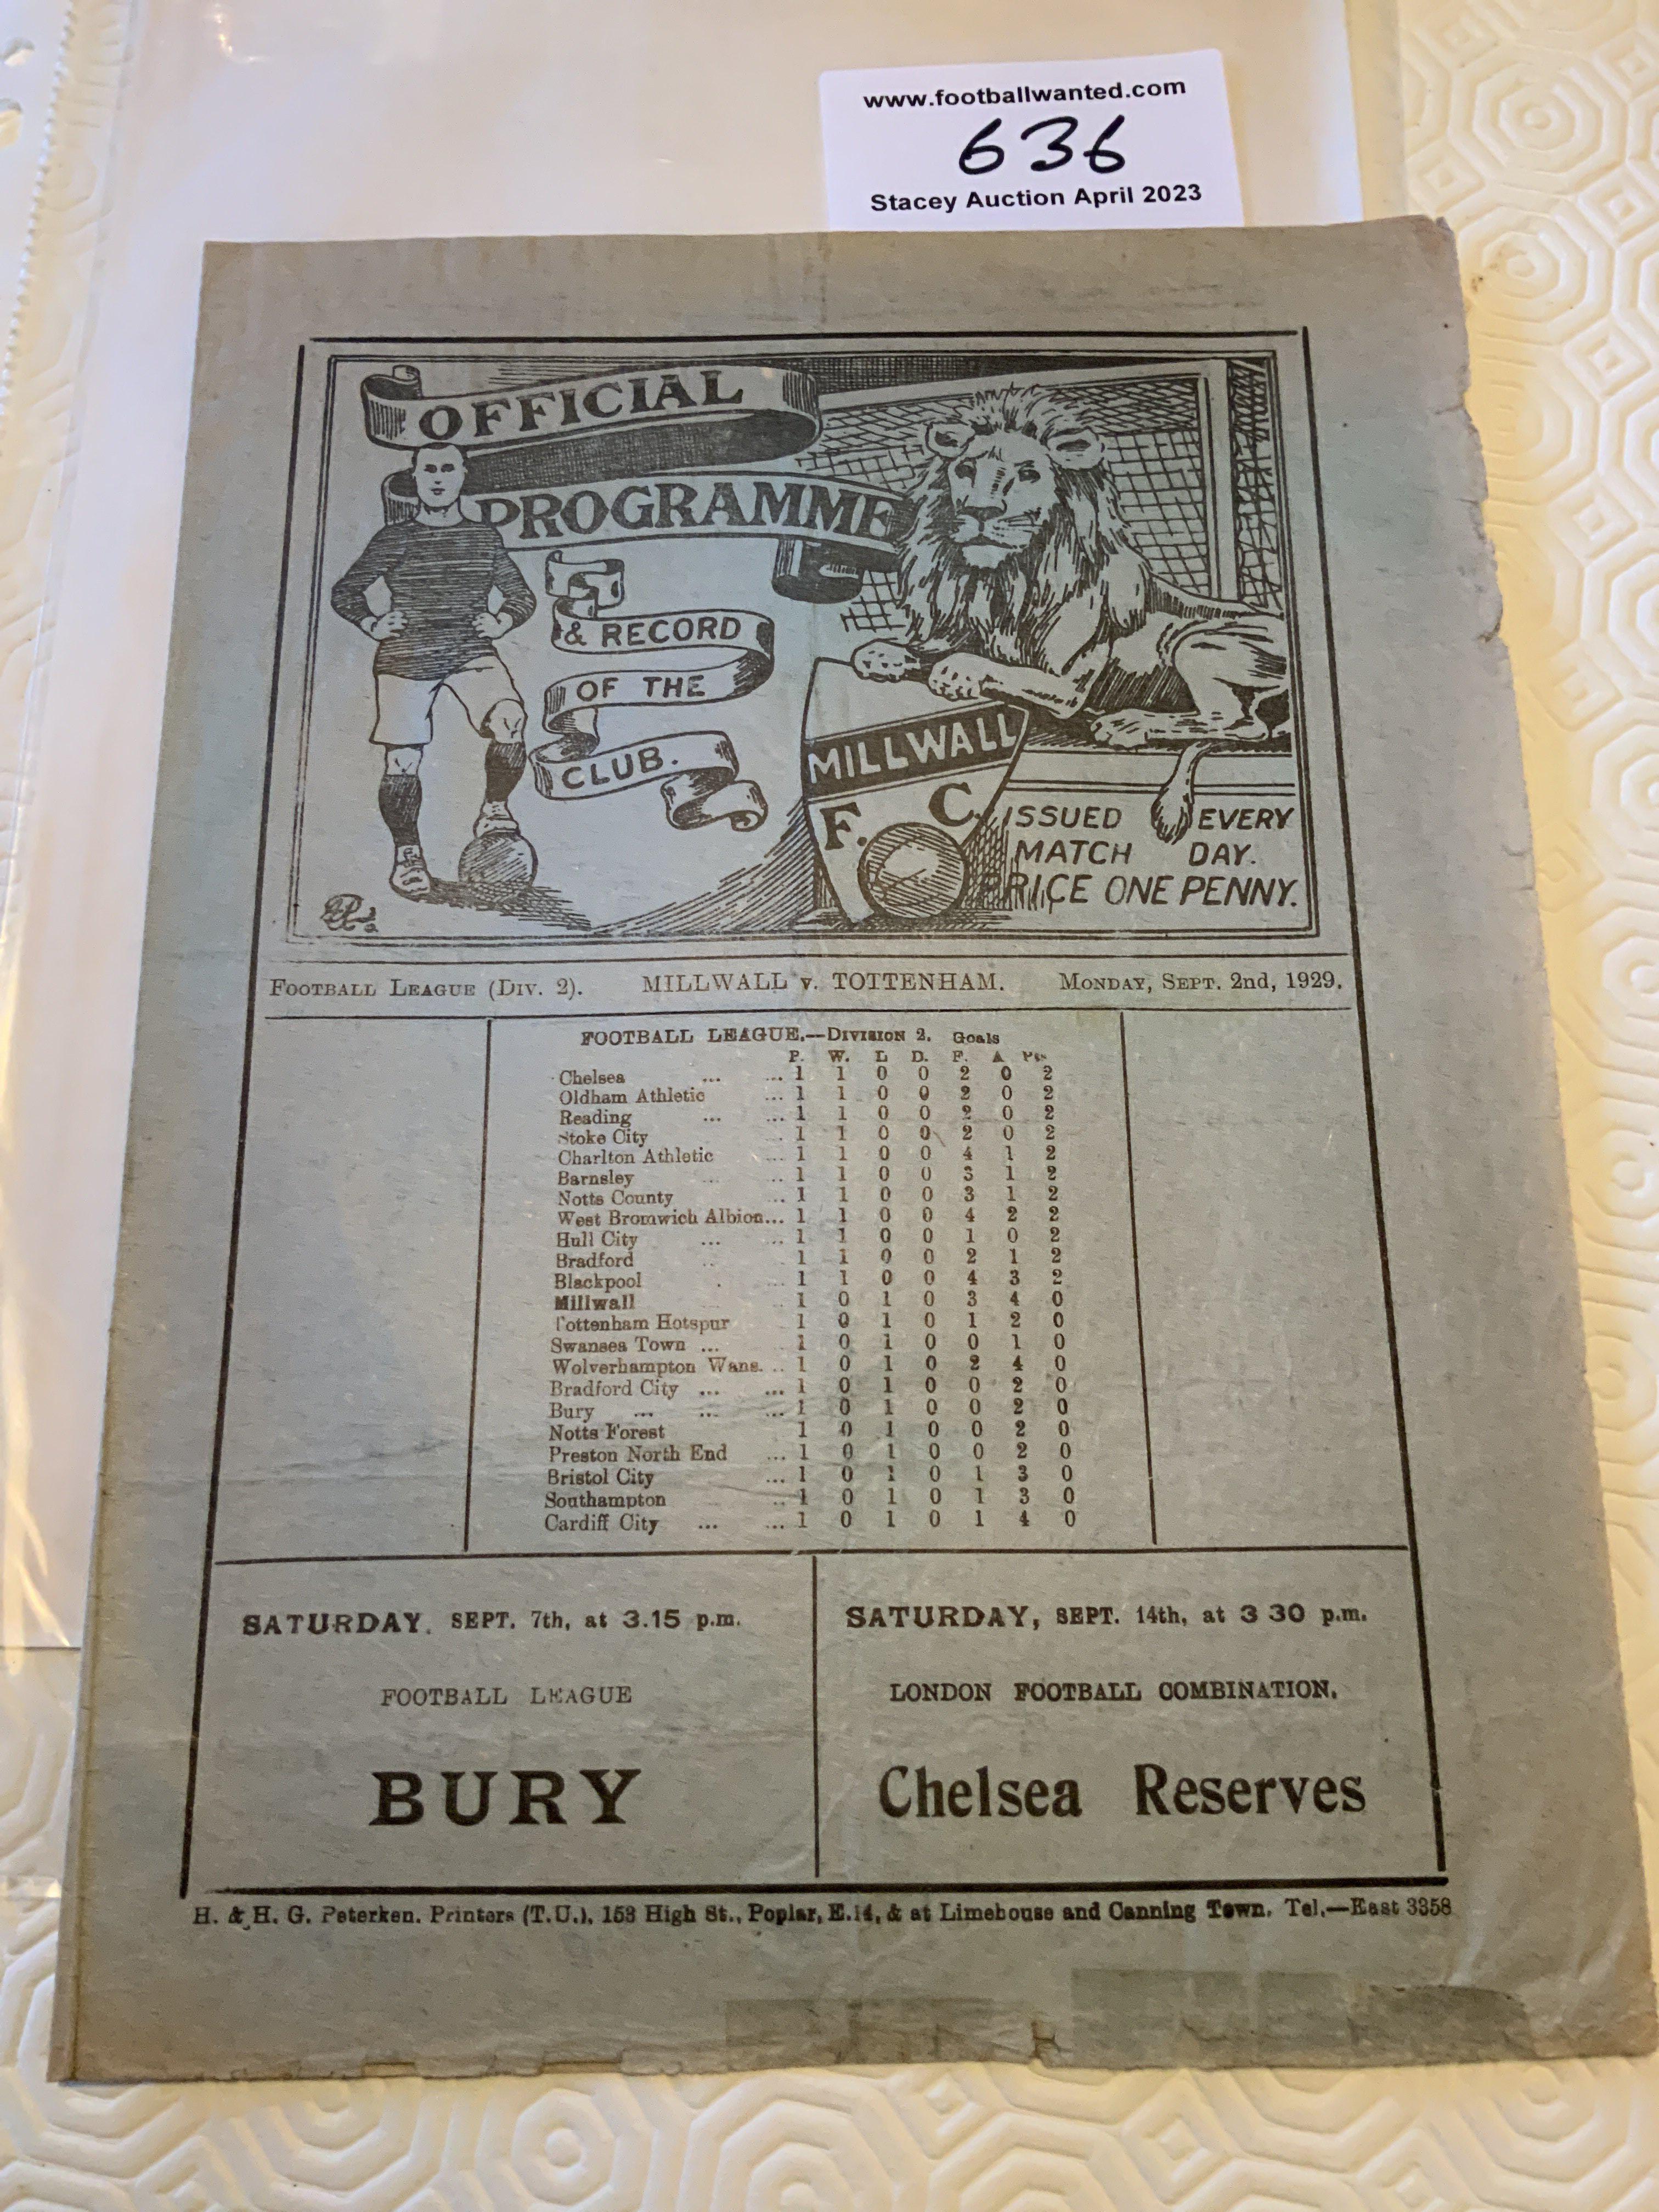 www.footballwanted.com
636
Stacey Auction April 2023
OFFICIAL
PROGRAMME
& RECORD
OF THE
CLUB.
MILLWALL
F. C.
ISSUED EVERY
MATCH DAY.
PRICE ONE PENNY.
FOOTBALL LEAGUE (DIV. 2). MILLWALL v. TOTTENHAM. MONDAY, SEPT. 2nd, 1929.
FOOTBALL LEAGUE.—DIVISION 2. Goals
P. W. L D. F. A Pts
Chelsea ... ... 1 1 0 0 2 0 2
Oldham Athletic ... 1 1 0 0 2 0 2
Reading ... ... 1 1 0 0 2 0 2
Stoke City . 1 1 0 0 2 0 2
Charlton Athletic ... 1 1 0 0 4 1 2
Barnsley ... .. 1 1 0 0 3 1 2
Notts County ... 1 1 0 0 3 1 2
West Bromwich Albion... 1 1 0 0 4 2 2
Hull City ... ... 1 1 0 0 1 0 2
Bradford .. 1 1 0 0 2 1 2
Blackpool . ... 1 1 0 0 4 3 2
Millwall .. 1 0 1 0 3 4 0
Tottenham Hotspur 1 0 1 0 1 2 0
Swansea Town ... 1 0 1 0 0 1 0
Wolverhampton Wans. .. 1 0 1 0 2 4 0
Bradford City ... ... 1 0 1 0 0 2 0
Bury ... ... ... 1 0 1 0 0 2 0
Notts Forest 1 0 1 0 0 2 0
Preston North End ... 1 0 1 0 0 2 0
Bristol City ... 1 0 1 0 1 3 0
Southampton .. 1 0 1 0 1 3 0
Cardiff City ... ... 1 0 1 0 1 4 0
SATURDAY. SEPT. 7th, at 3.15 p.m.
FOOTBALL LEAGUE
BURY
SATURDAY, SEPT. 14th, at 3 30 p.m.
LONDON FOOTBALL COMBINATION.
Chelsea Reserves
H. & H. G. Peterken. Printers (T.U.), 153 High St., Poplar, E.14, & at Limehouse and Canning Town. Tel.—East 3358